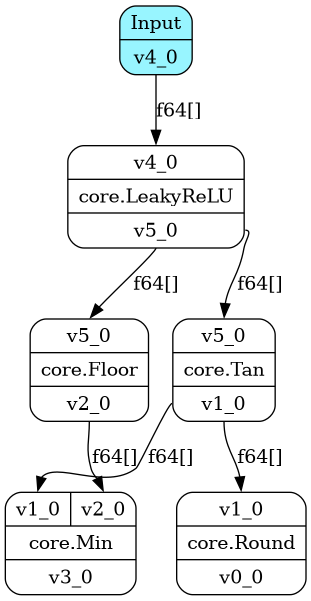 Input
v4_0
f64[]
v4_0
core.LeakyReLU
v5_0
f64[] f64[]
v5_0 v5_0
core.Floor core.Tan
v2_0 v1_0
f64[] f64[] f64[]
v1_0 v2_0 v1_0
core.Min core.Round
v3_0 v0_0